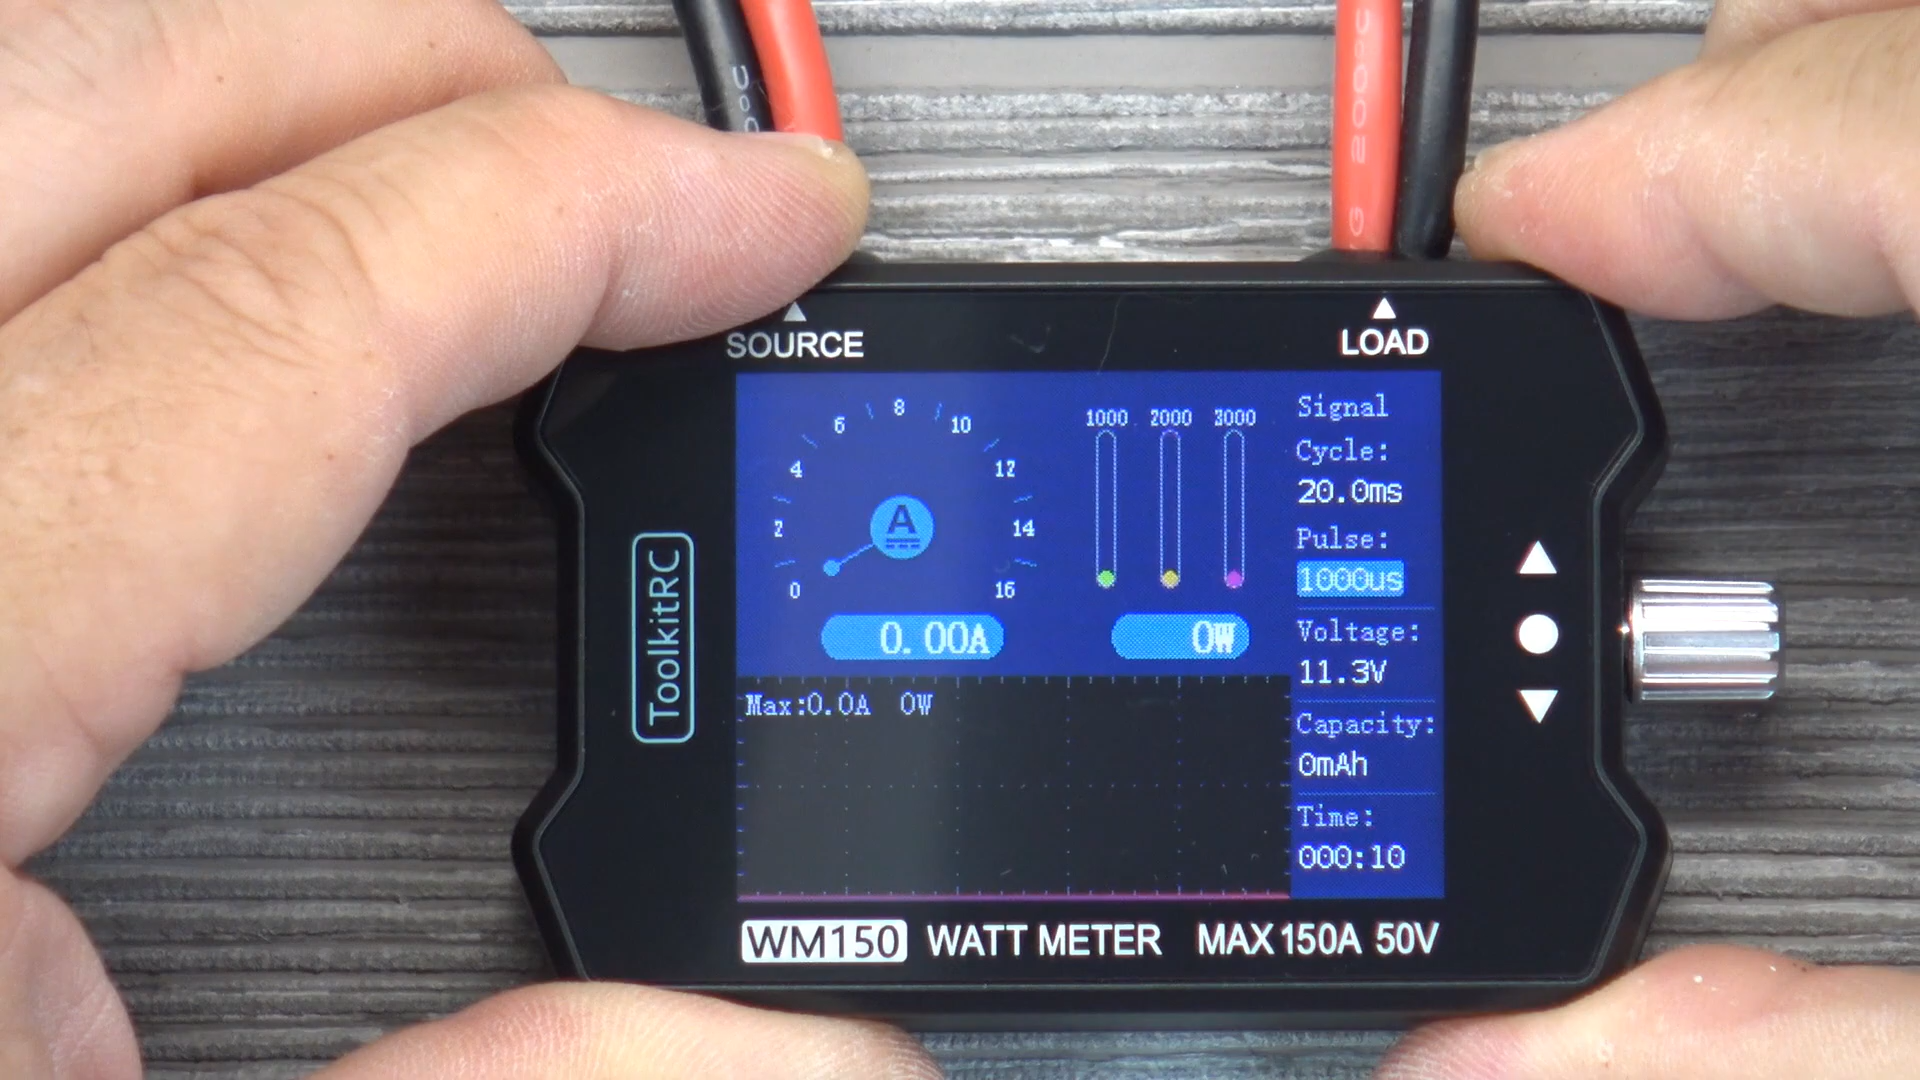 SOURCE
LOAD
0
2
4
6
8
10
12
14
16
A
0.00A
1000 2000 3000
0W
Signal
Cycle:
20.0ms
Pulse:
1000us
Voltage:
11.3V
Capacity:
0mAh
Time:
000:10
Max:0.0A 0W
ToolkitRC
WM150 WATT METER MAX 150A 50V
G 200°C